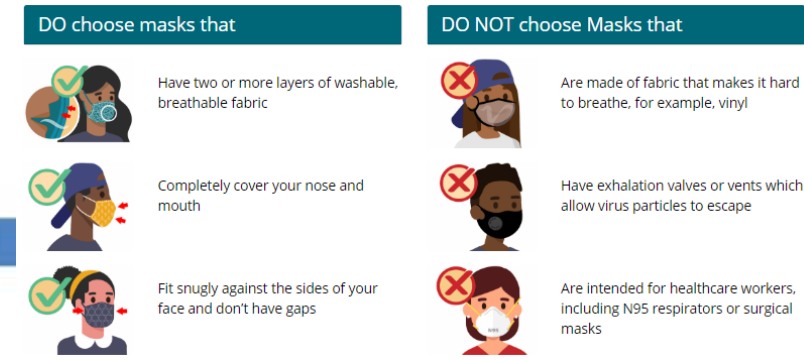 DO choose masks that
Have two or more layers of washable,
breathable fabric
Completely cover your nose and
mouth
Fit snugly against the sides of your
face and don’t have gaps
DO NOT choose Masks that
Are made of fabric that makes it hard
to breathe, for example, vinyl
Have exhalation valves or vents which
allow virus particles to escape
Are intended for healthcare workers,
including N95 respirators or surgical
masks
N95